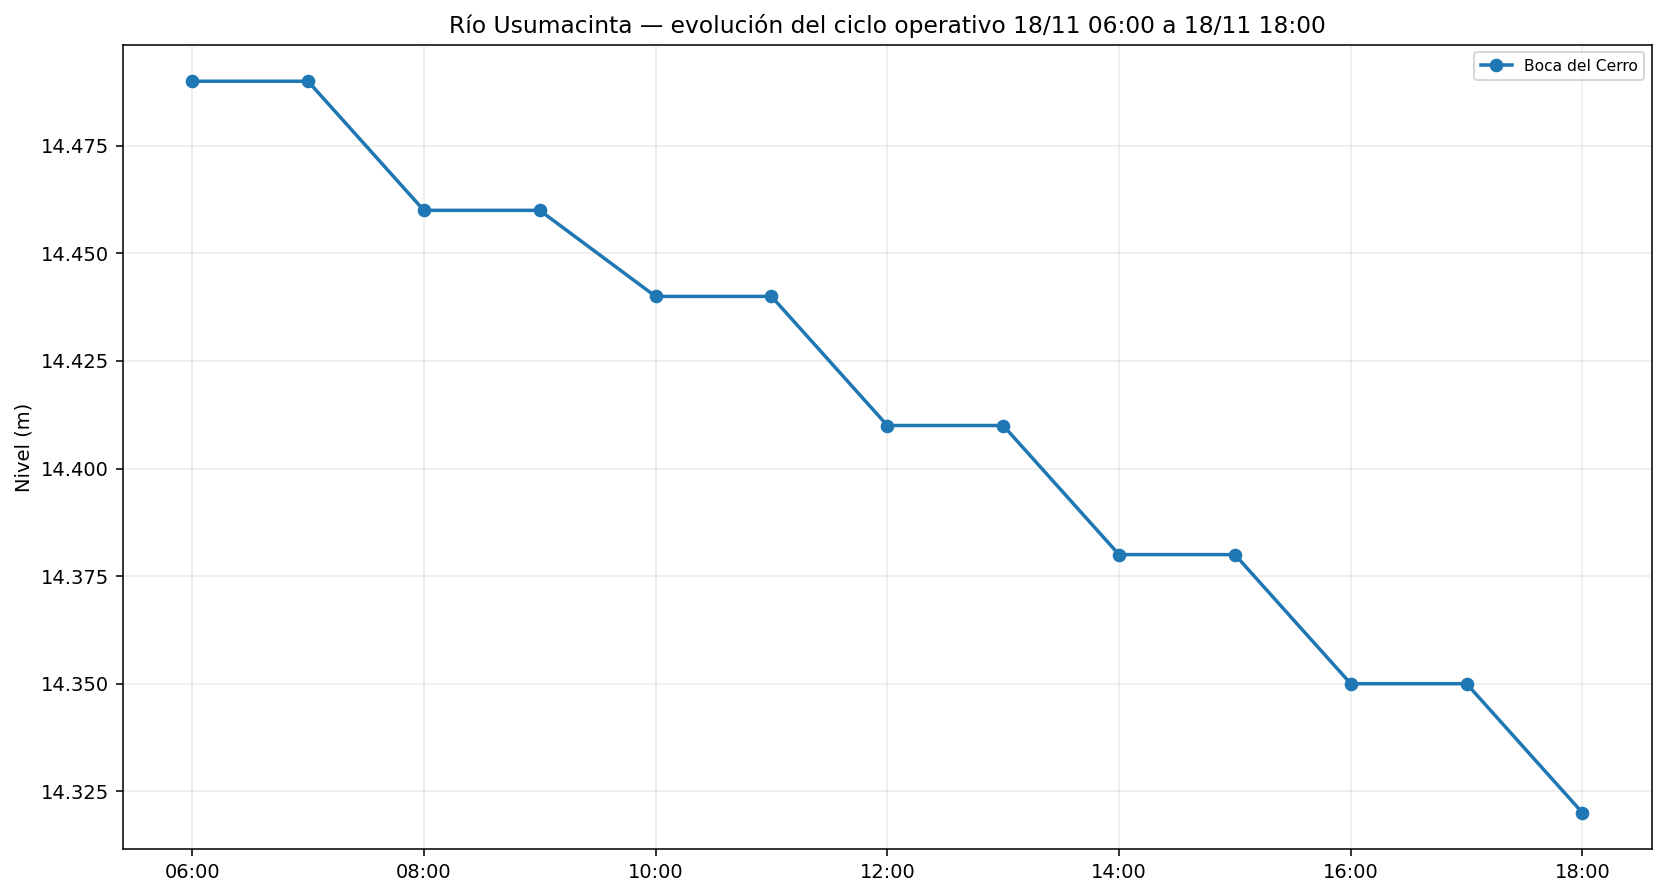 Río Usumacinta — evolución del ciclo operativo 18/11 06:00 a 18/11 18:00
Boca del Cerro
Nivel (m)
14.475
14.450
14.425
14.400
14.375
14.350
14.325
06:00 08:00 10:00 12:00 14:00 16:00 18:00